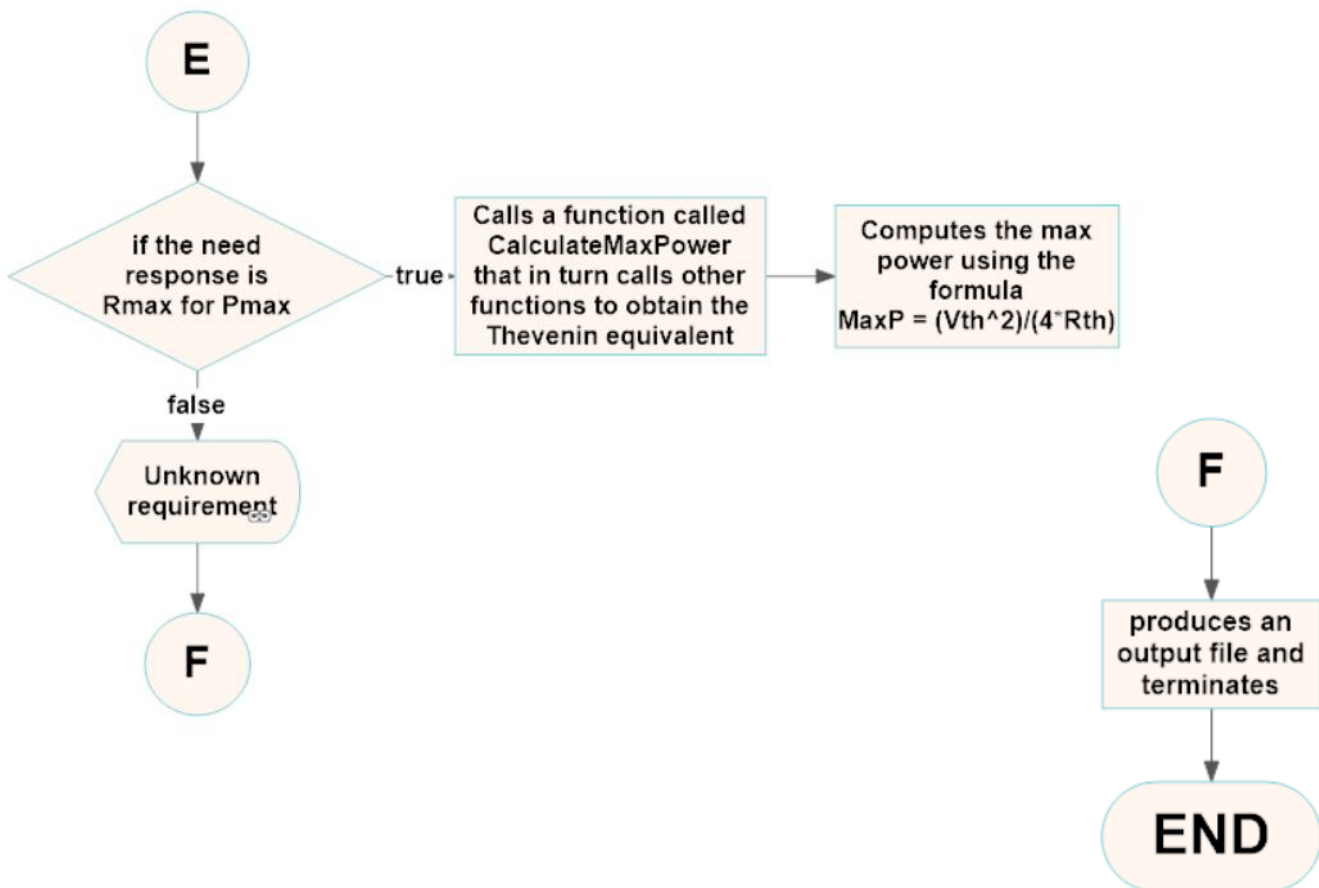 E
if the need
response is
Rmax for Pmax
true
Calls a function called
CalculateMaxPower
that in turn calls other
functions to obtain the
Thevenin equivalent
Computes the max
power using the
formula
MaxP = (Vth^2)/(4*Rth)
false
Unknown
requirement
F
F
produces an
output file and
terminates
END